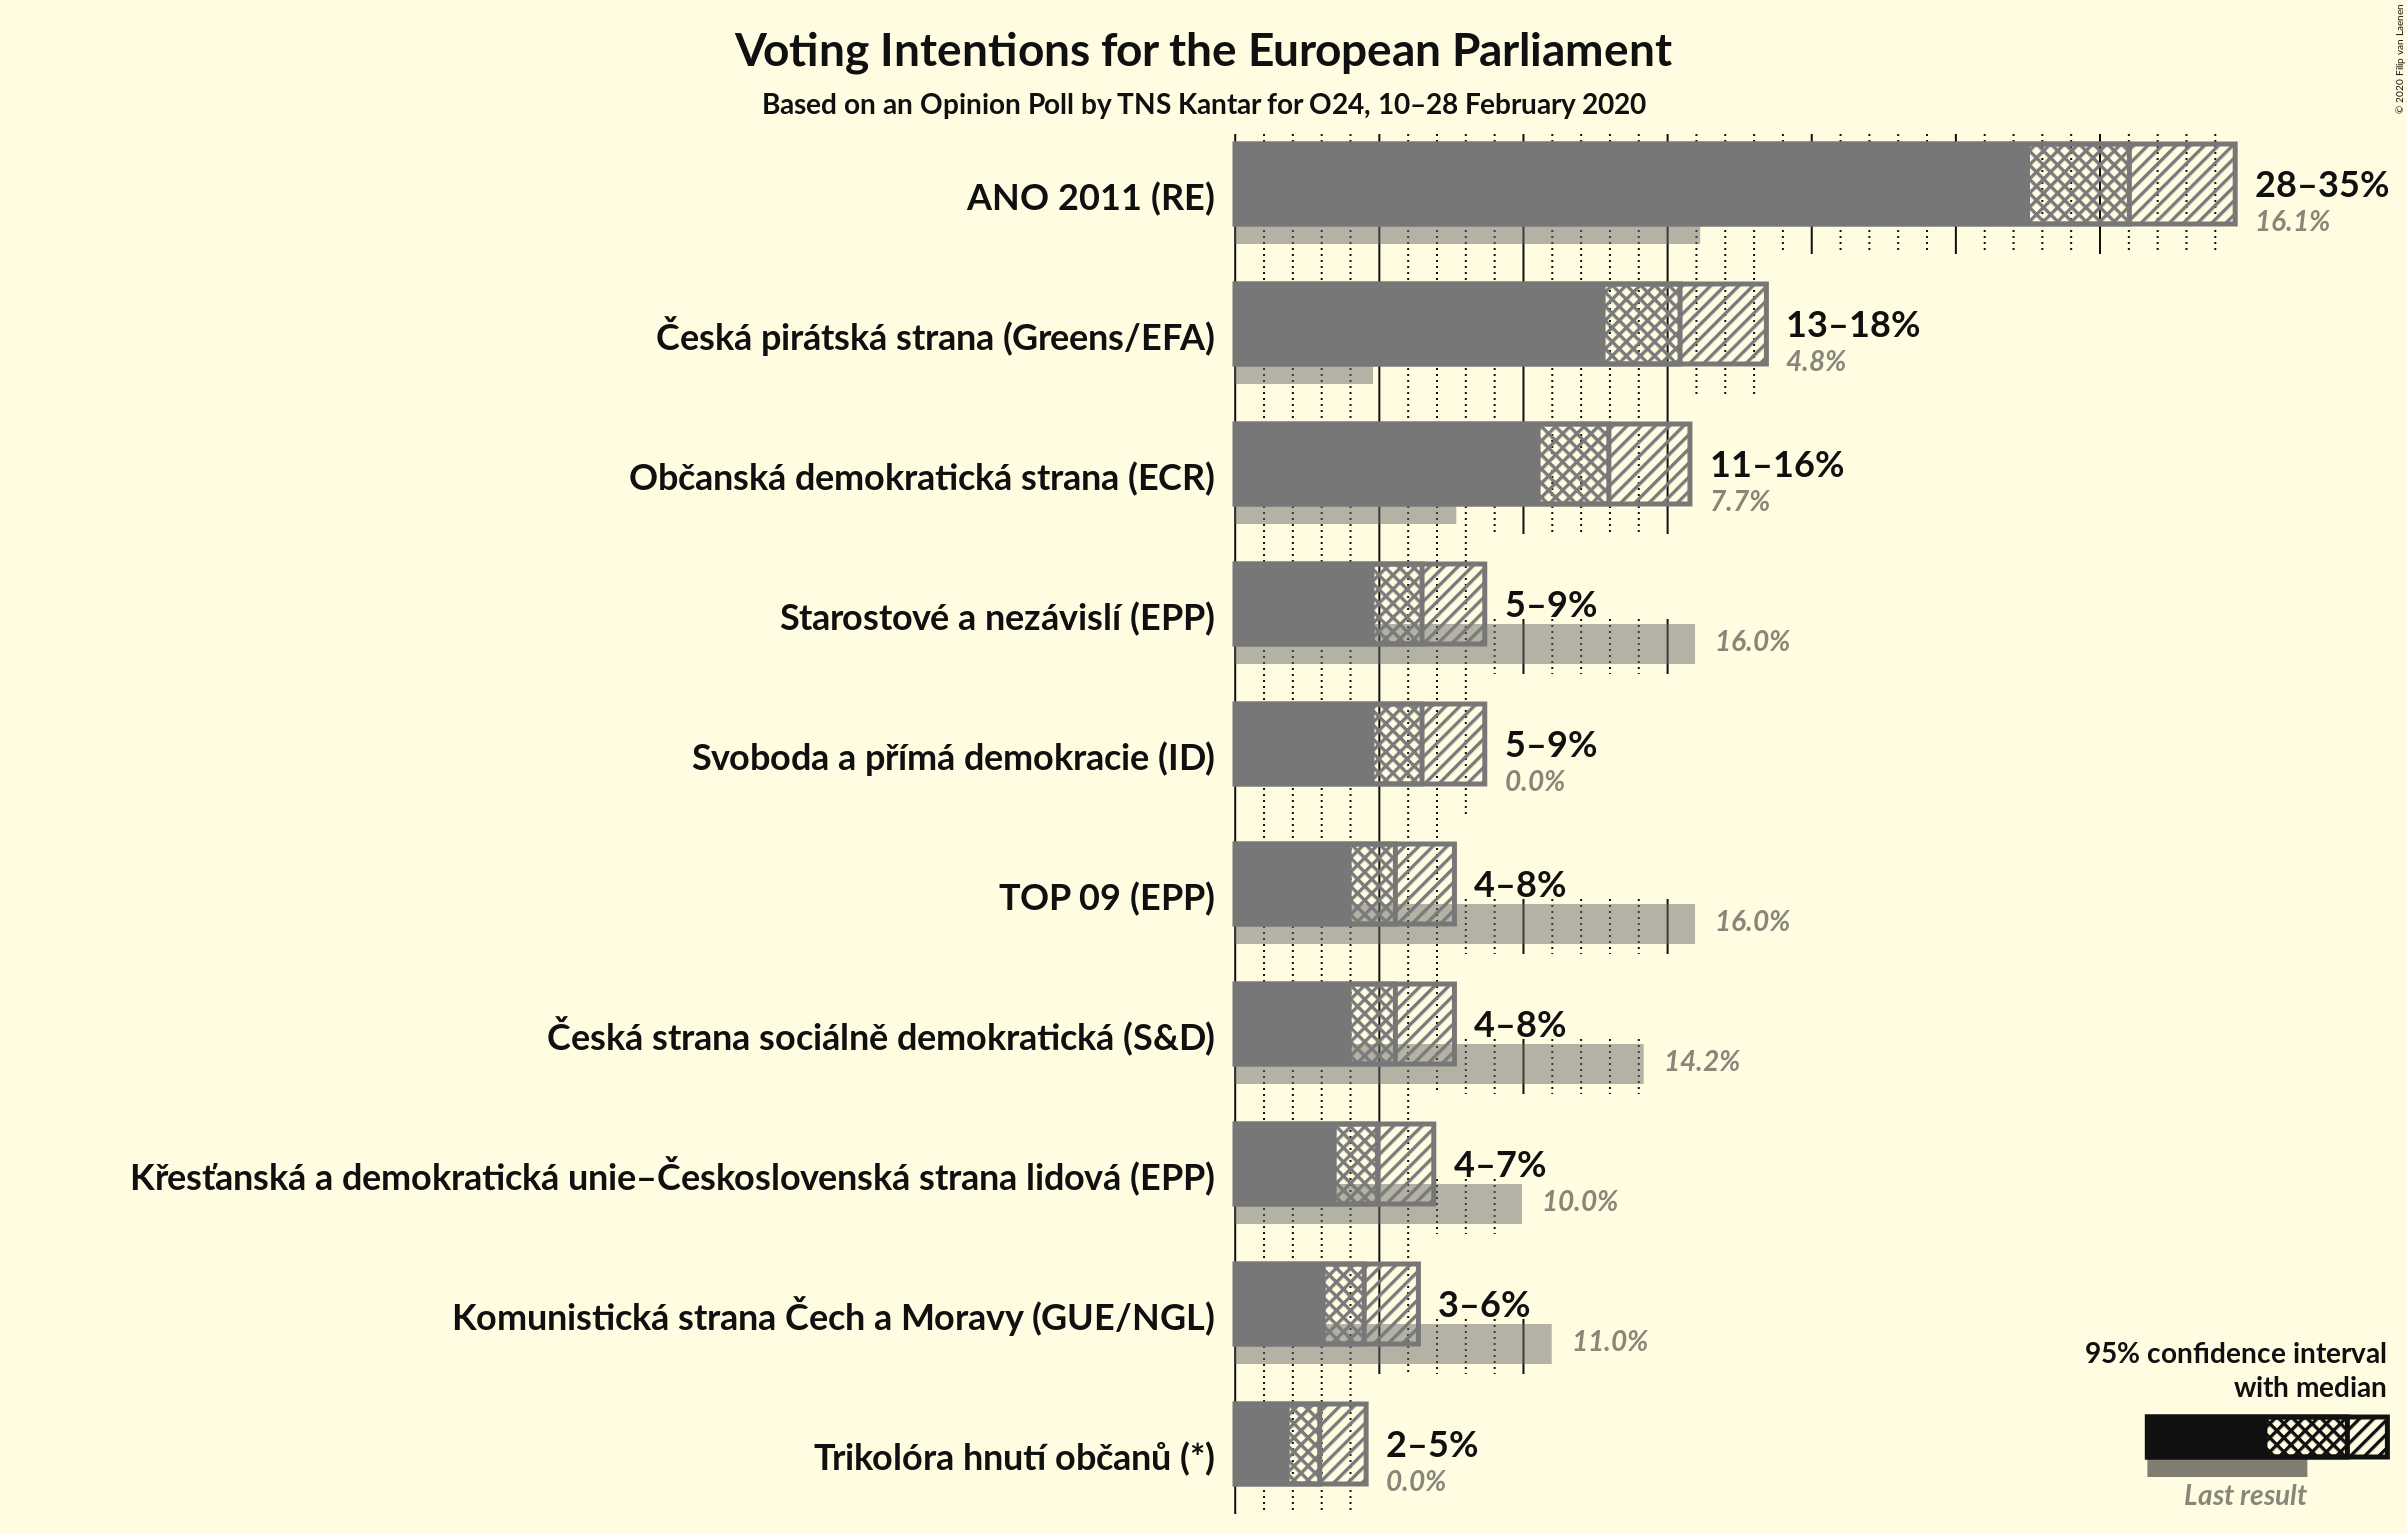 Voting Intentions for the European Parliament
Based on an Opinion Poll by TNS Kantar for O24, 10–28 February 2020
© 2020 Filip van Laenen
ANO 2011 (RE)
28–35%
16.1%
Česká pirátská strana (Greens/EFA)
13–18%
4.8%
Občanská demokratická strana (ECR)
11–16%
7.7%
Starostové a nezávislí (EPP)
5–9%
16.0%
Svoboda a přímá demokracie (ID)
5–9%
0.0%
TOP 09 (EPP)
4–8%
16.0%
Česká strana sociálně demokratická (S&D)
4–8%
14.2%
Křesťanská a demokratická unie–Československá strana lidová (EPP)
4–7%
10.0%
Komunistická strana Čech a Moravy (GUE/NGL)
3–6%
11.0%
Trikolóra hnutí občanů (*)
2–5%
0.0%
95% confidence interval
with median
Last result